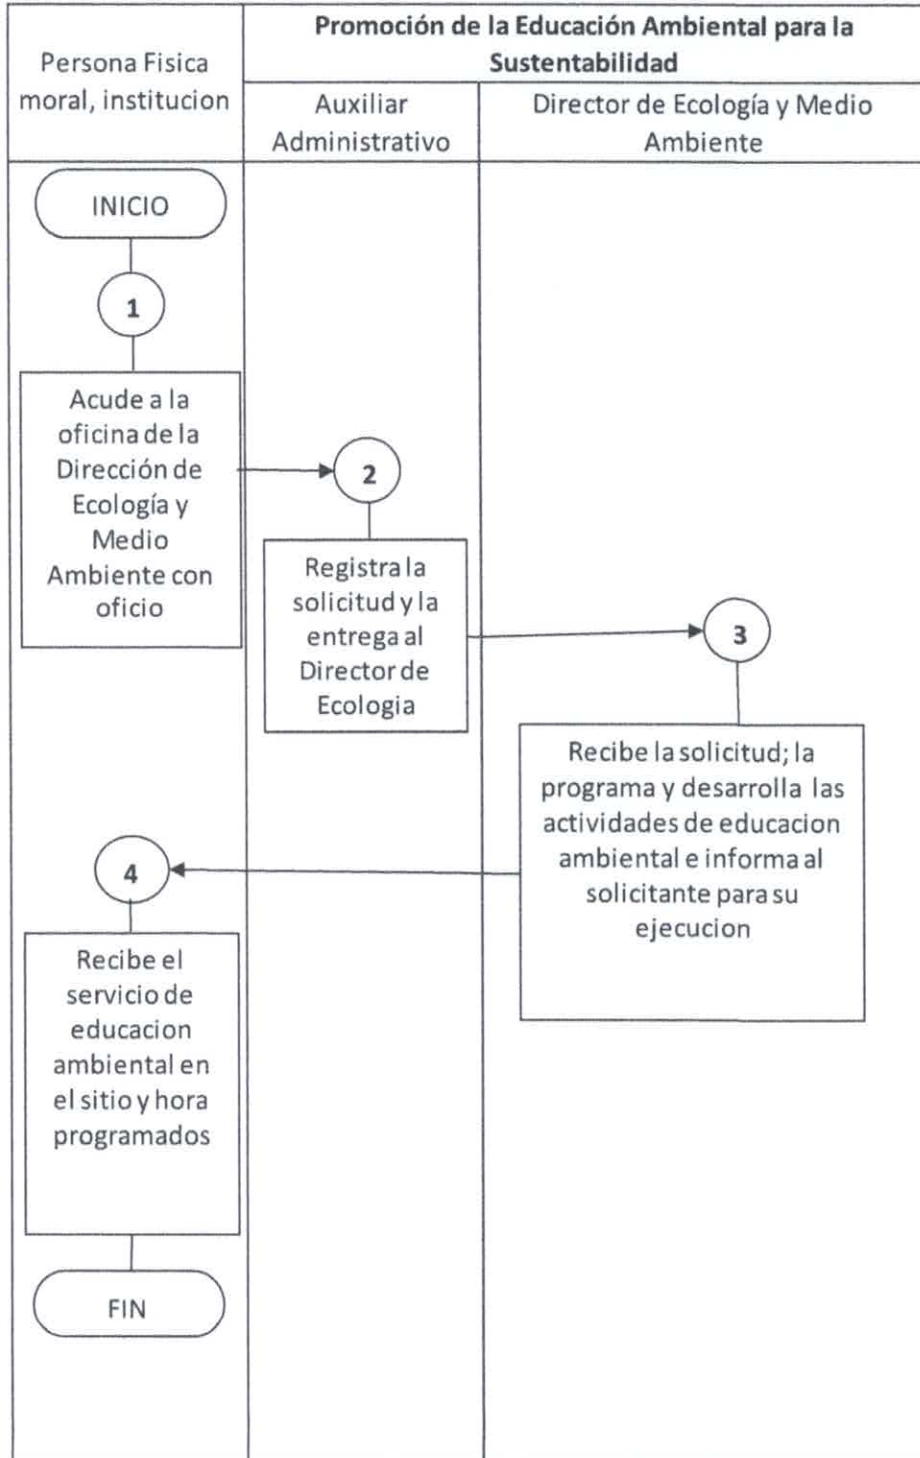 Promoción de la Educación Ambiental para la
Sustentabilidad
Persona Fisica
moral, institucion
Auxiliar
Administrativo
Director de Ecología y Medio
Ambiente
INICIO
1
Acude a la
oficina de la
Dirección de
Ecología y
Medio
Ambiente con
oficio
2
Registra la
solicitud y la
entrega al
Director de
Ecologia
3
Recibe la solicitud; la
programa y desarrolla las
actividades de educacion
ambiental e informa al
solicitante para su
ejecucion
4
Recibe el
servicio de
educacion
ambiental en
el sitio y hora
programados
FIN